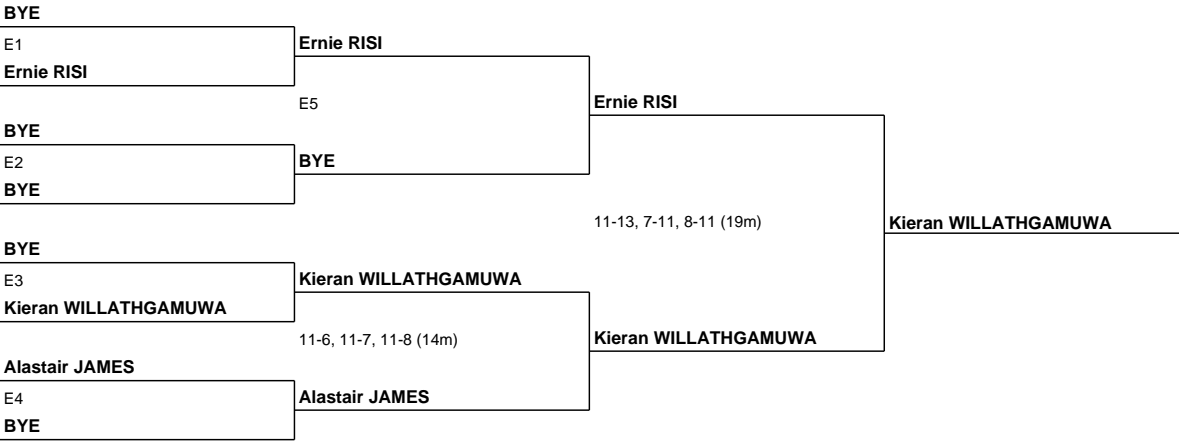 BYE
E1
Ernie RISI
Ernie RISI
E5
Ernie RISI
BYE
E2
BYE
BYE
11-13, 7-11, 8-11 (19m)
Kieran WILLATHGAMUWA
BYE
E3
Kieran WILLATHGAMUWA
Kieran WILLATHGAMUWA
11-6, 11-7, 11-8 (14m)
Kieran WILLATHGAMUWA
Alastair JAMES
E4
Alastair JAMES
BYE